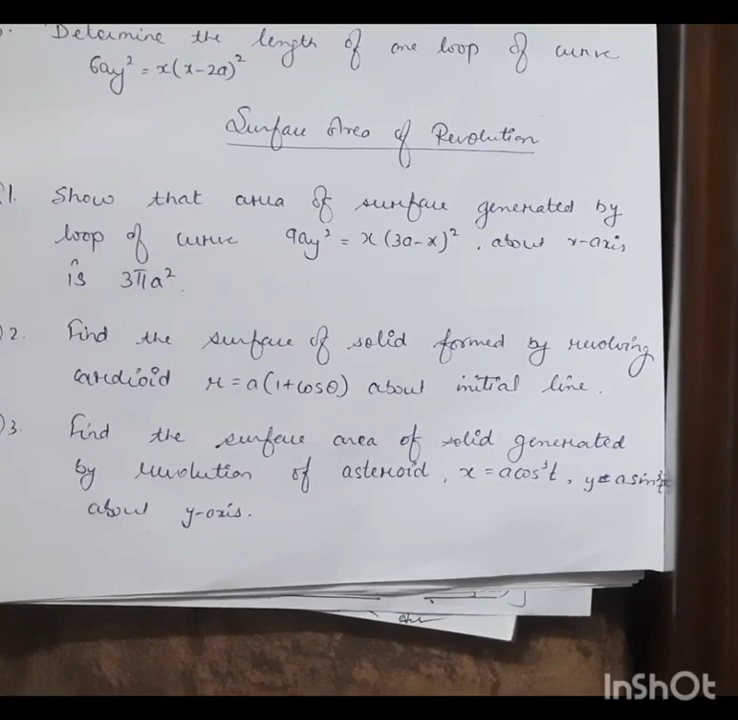 Determine the length of one loop of curve
6ay² = x(x-2a)²
Surface Area of Revolution
1. Show that area of surface generated by
loop of curve 9ay² = x(3a-x)², about x-axis
is 3πa².
2. Find the surface of solid formed by revolving
cardioid r = a(1+cosθ) about initial line.
3. Find the surface area of solid generated
by revolution of asteroid, x = acos³t, y = asin³t
about y-axis.
InShOt